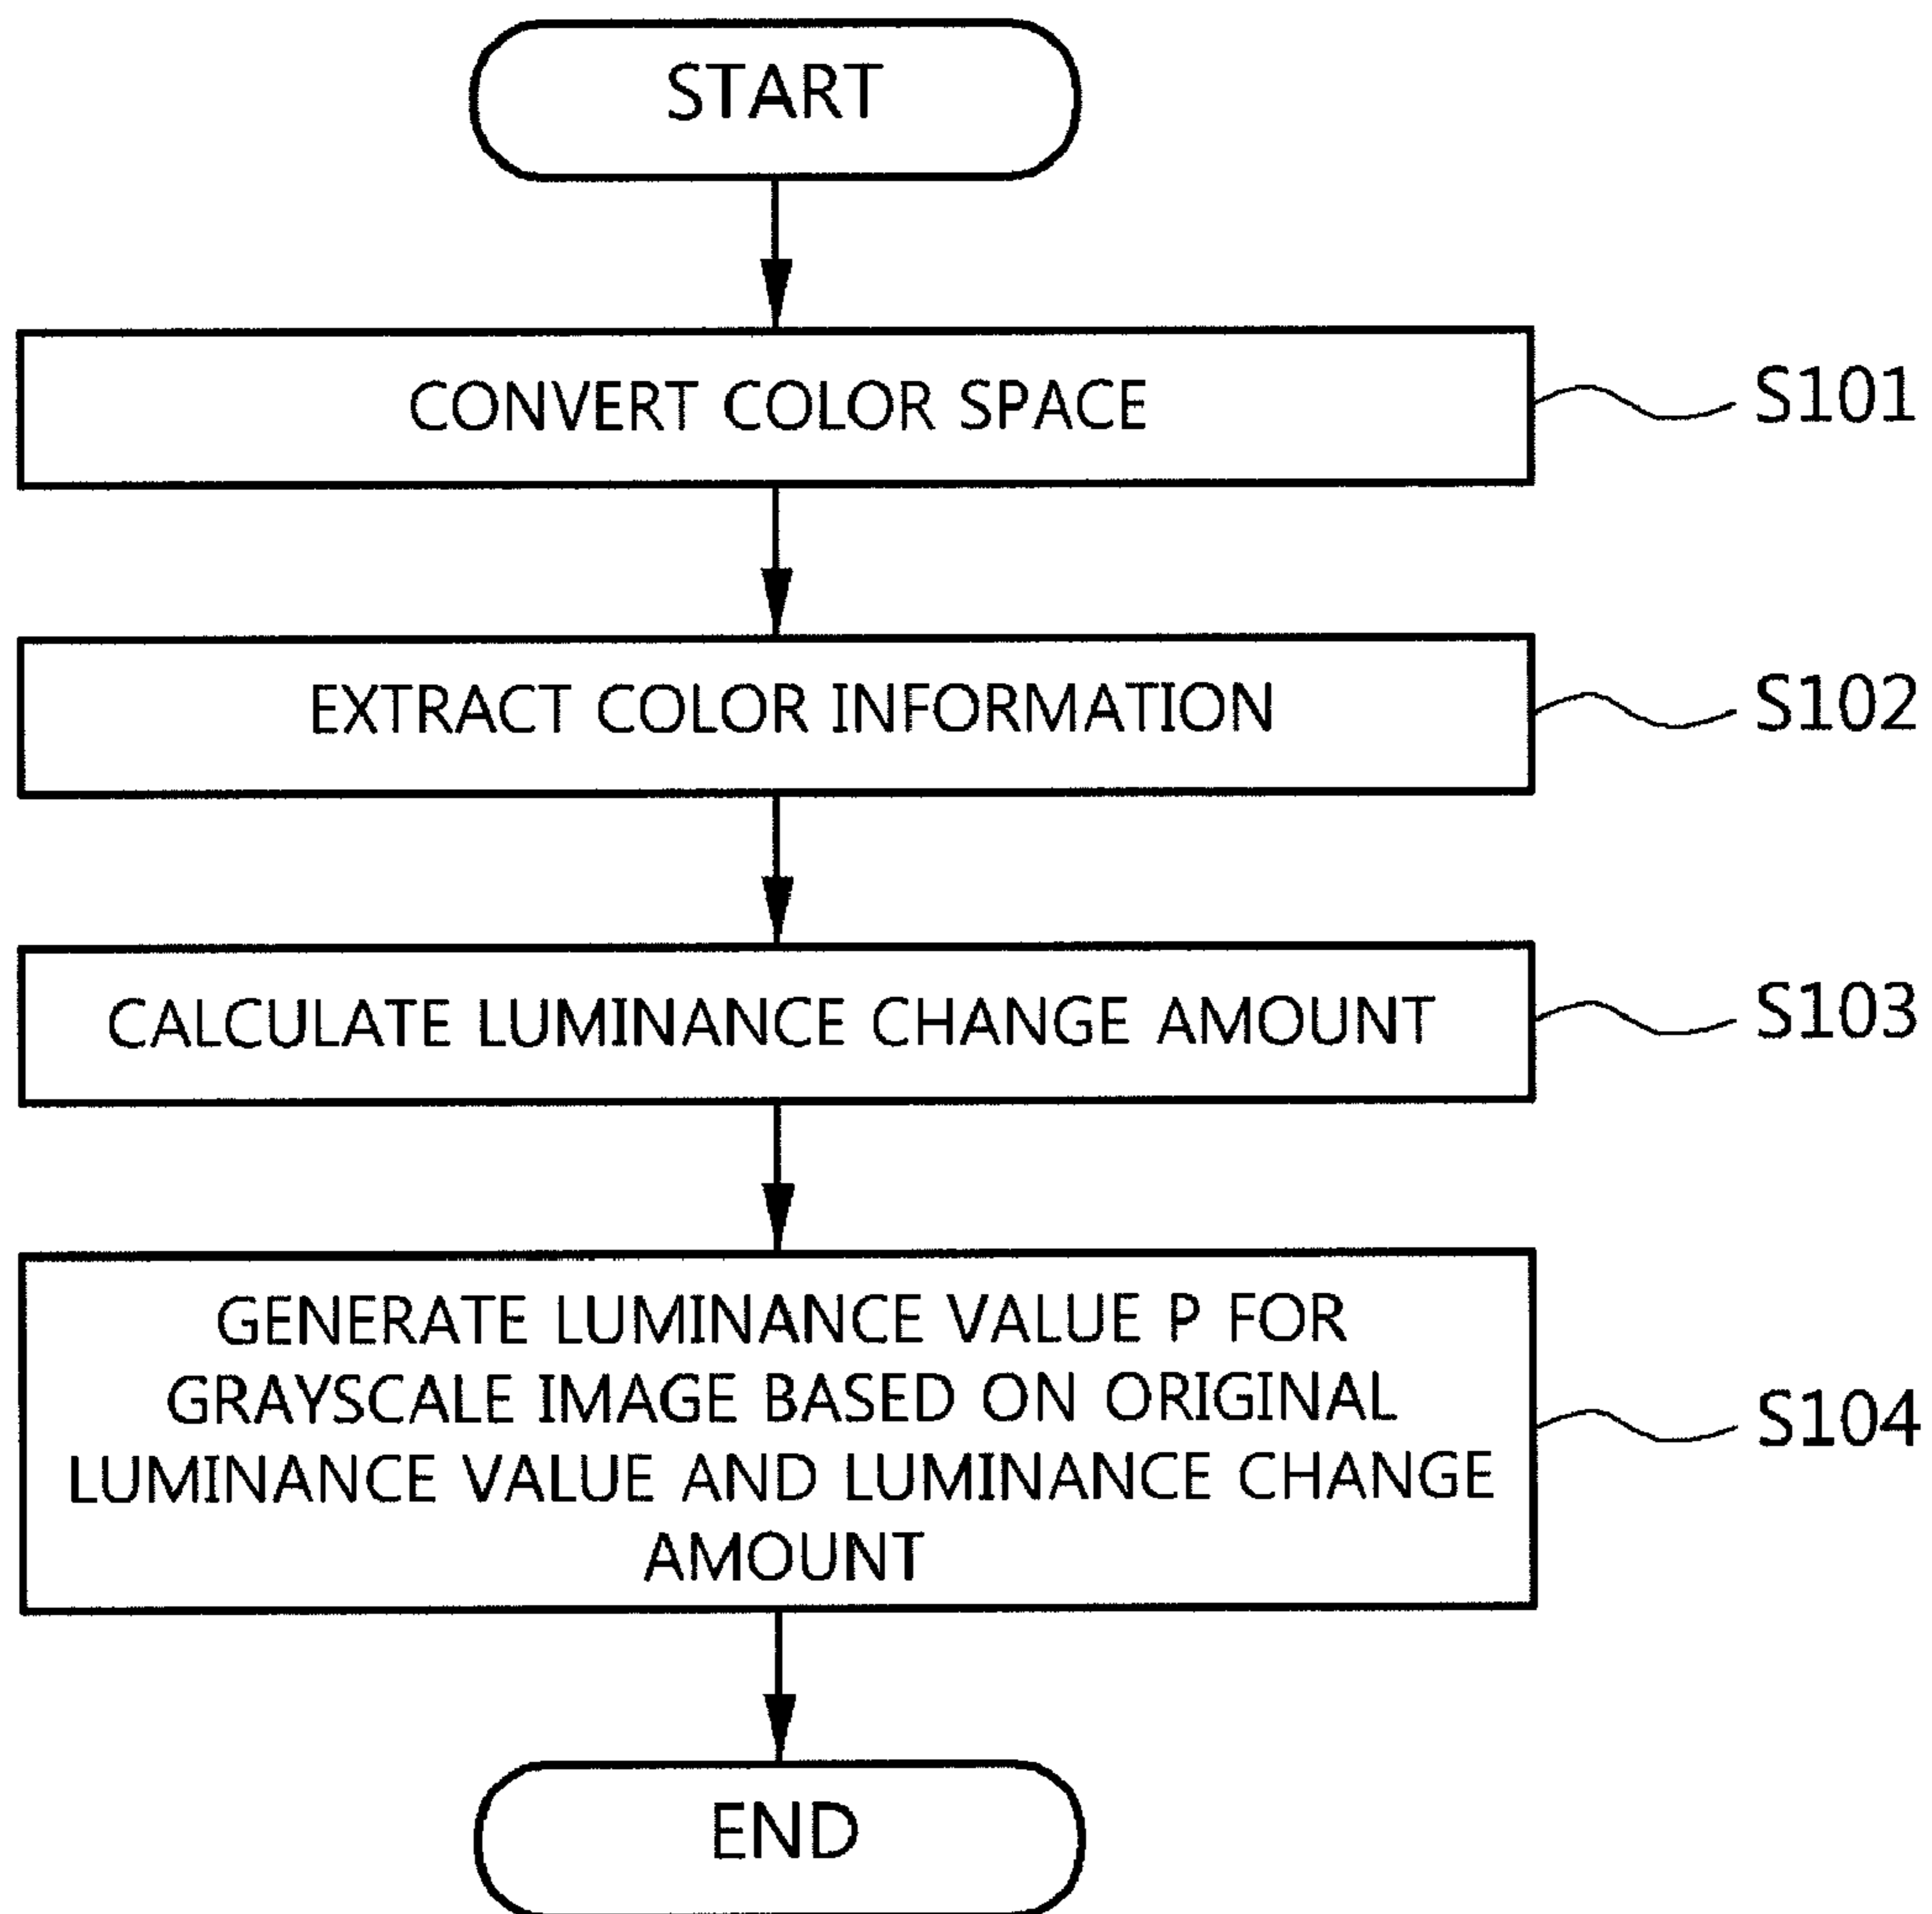 START
CONVERT COLOR SPACE
S101
EXTRACT COLOR INFORMATION
S102
CALCULATE LUMINANCE CHANGE AMOUNT
S103
GENERATE LUMINANCE VALUE P FOR
GRAYSCALE IMAGE BASED ON ORIGINAL
LUMINANCE VALUE AND LUMINANCE CHANGE
AMOUNT
S104
END